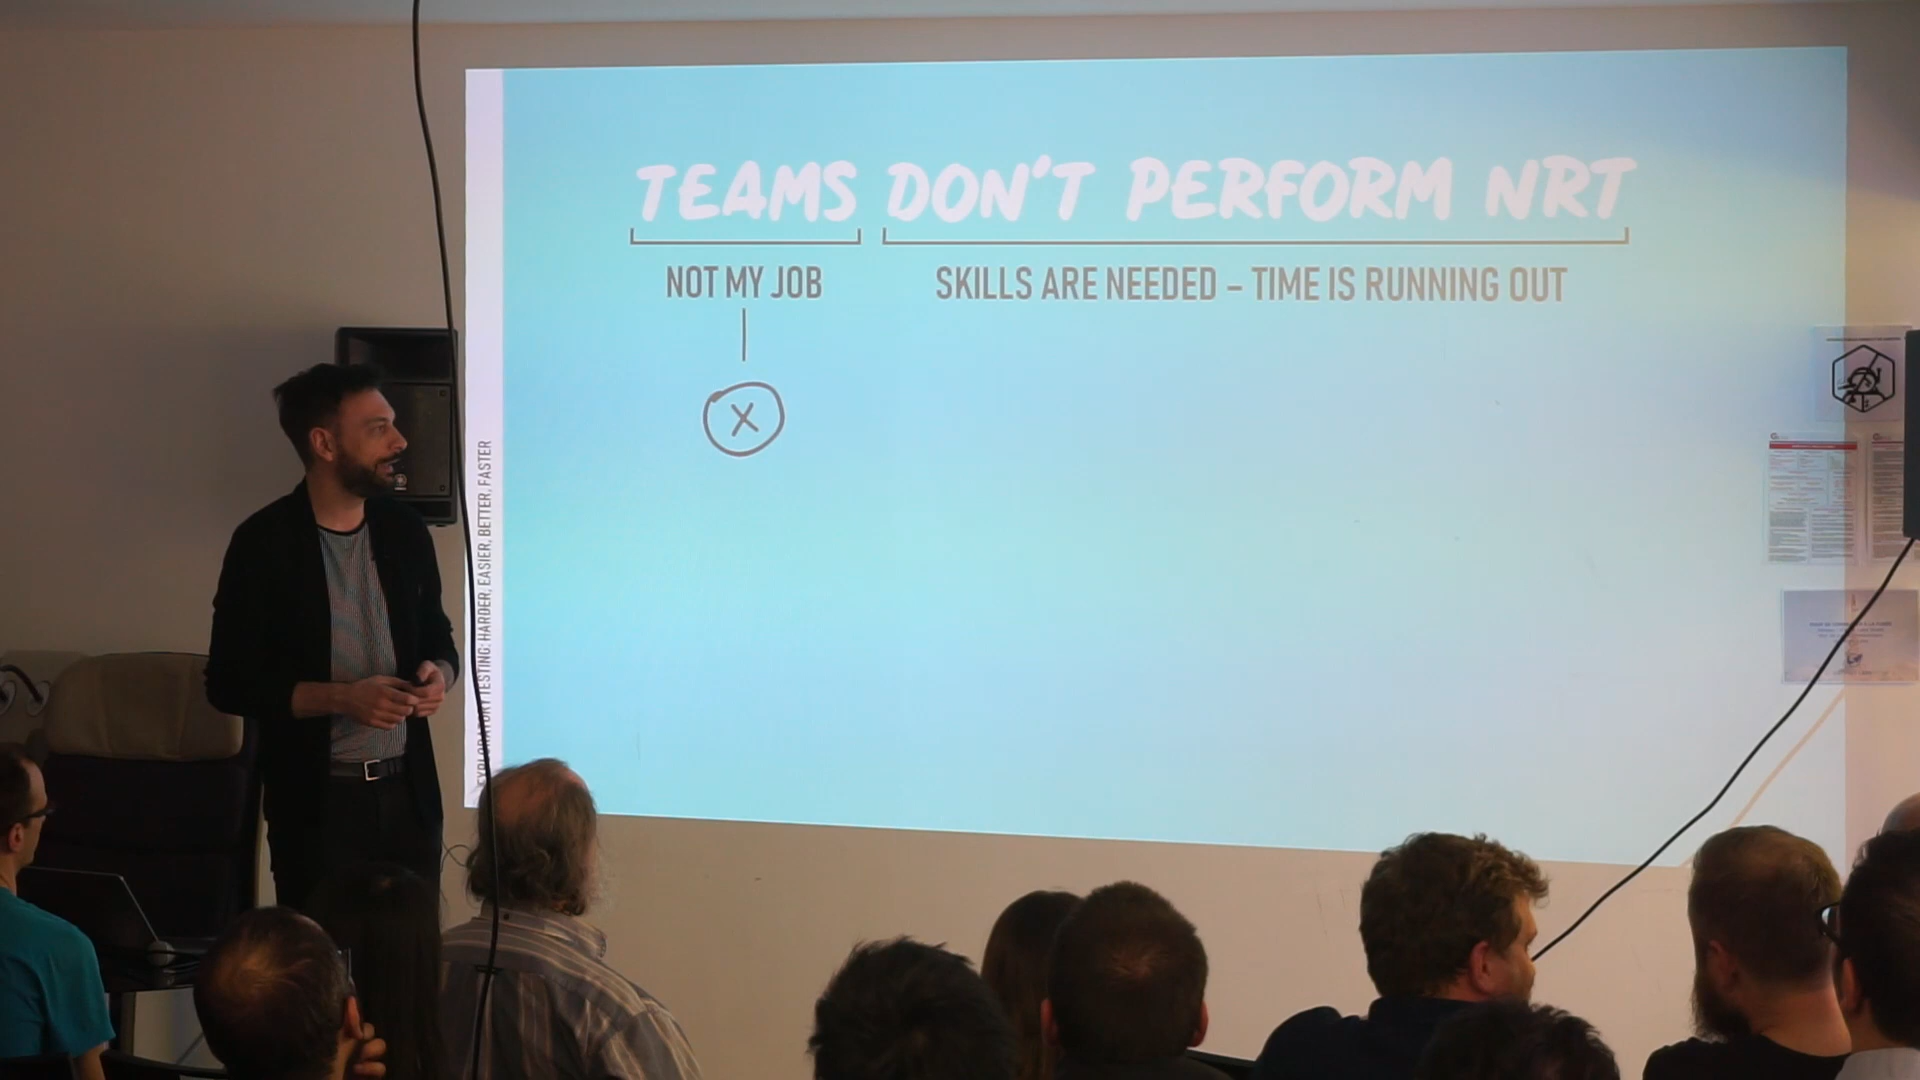 TEAMS DON'T PERFORM NRT
NOT MY JOB
SKILLS ARE NEEDED – TIME IS RUNNING OUT
X
EXPLORATORY TESTING: HARDER, EASIER, BETTER, FASTER